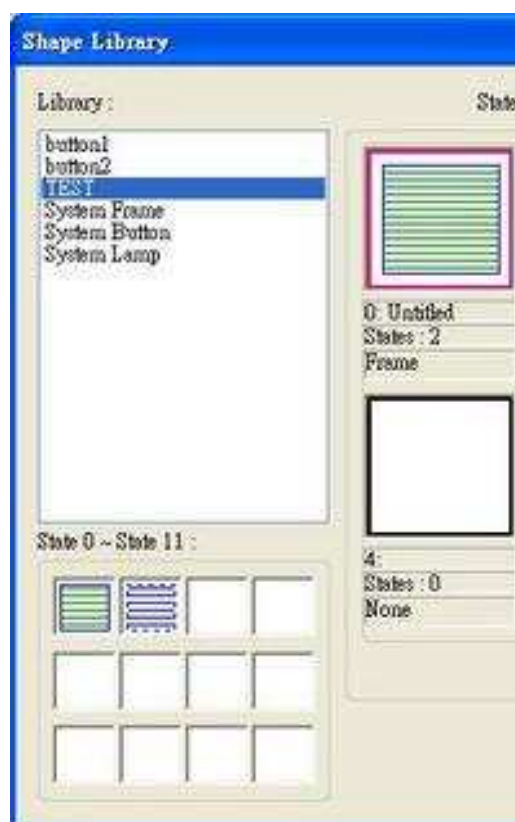 Shape Library
Library :
State
button1
button2
TEST
System Frame
System Button
System Lamp
0: Untitled
States : 2
Frame
State 0 ~ State 11 :
4:
States : 0
None